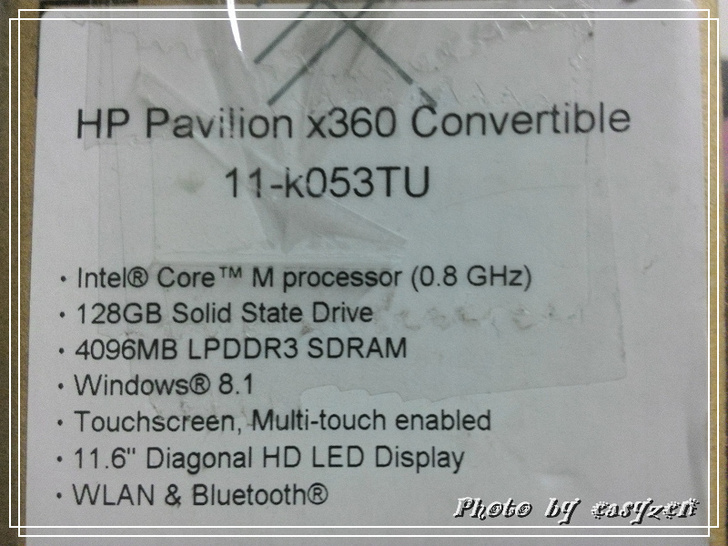 HP Pavilion x360 Convertible
11-k053TU
· Intel® Core™ M processor (0.8 GHz)
· 128GB Solid State Drive
· 4096MB LPDDR3 SDRAM
· Windows® 8.1
· Touchscreen, Multi-touch enabled
· 11.6" Diagonal HD LED Display
· WLAN & Bluetooth®
Photo by easyzen